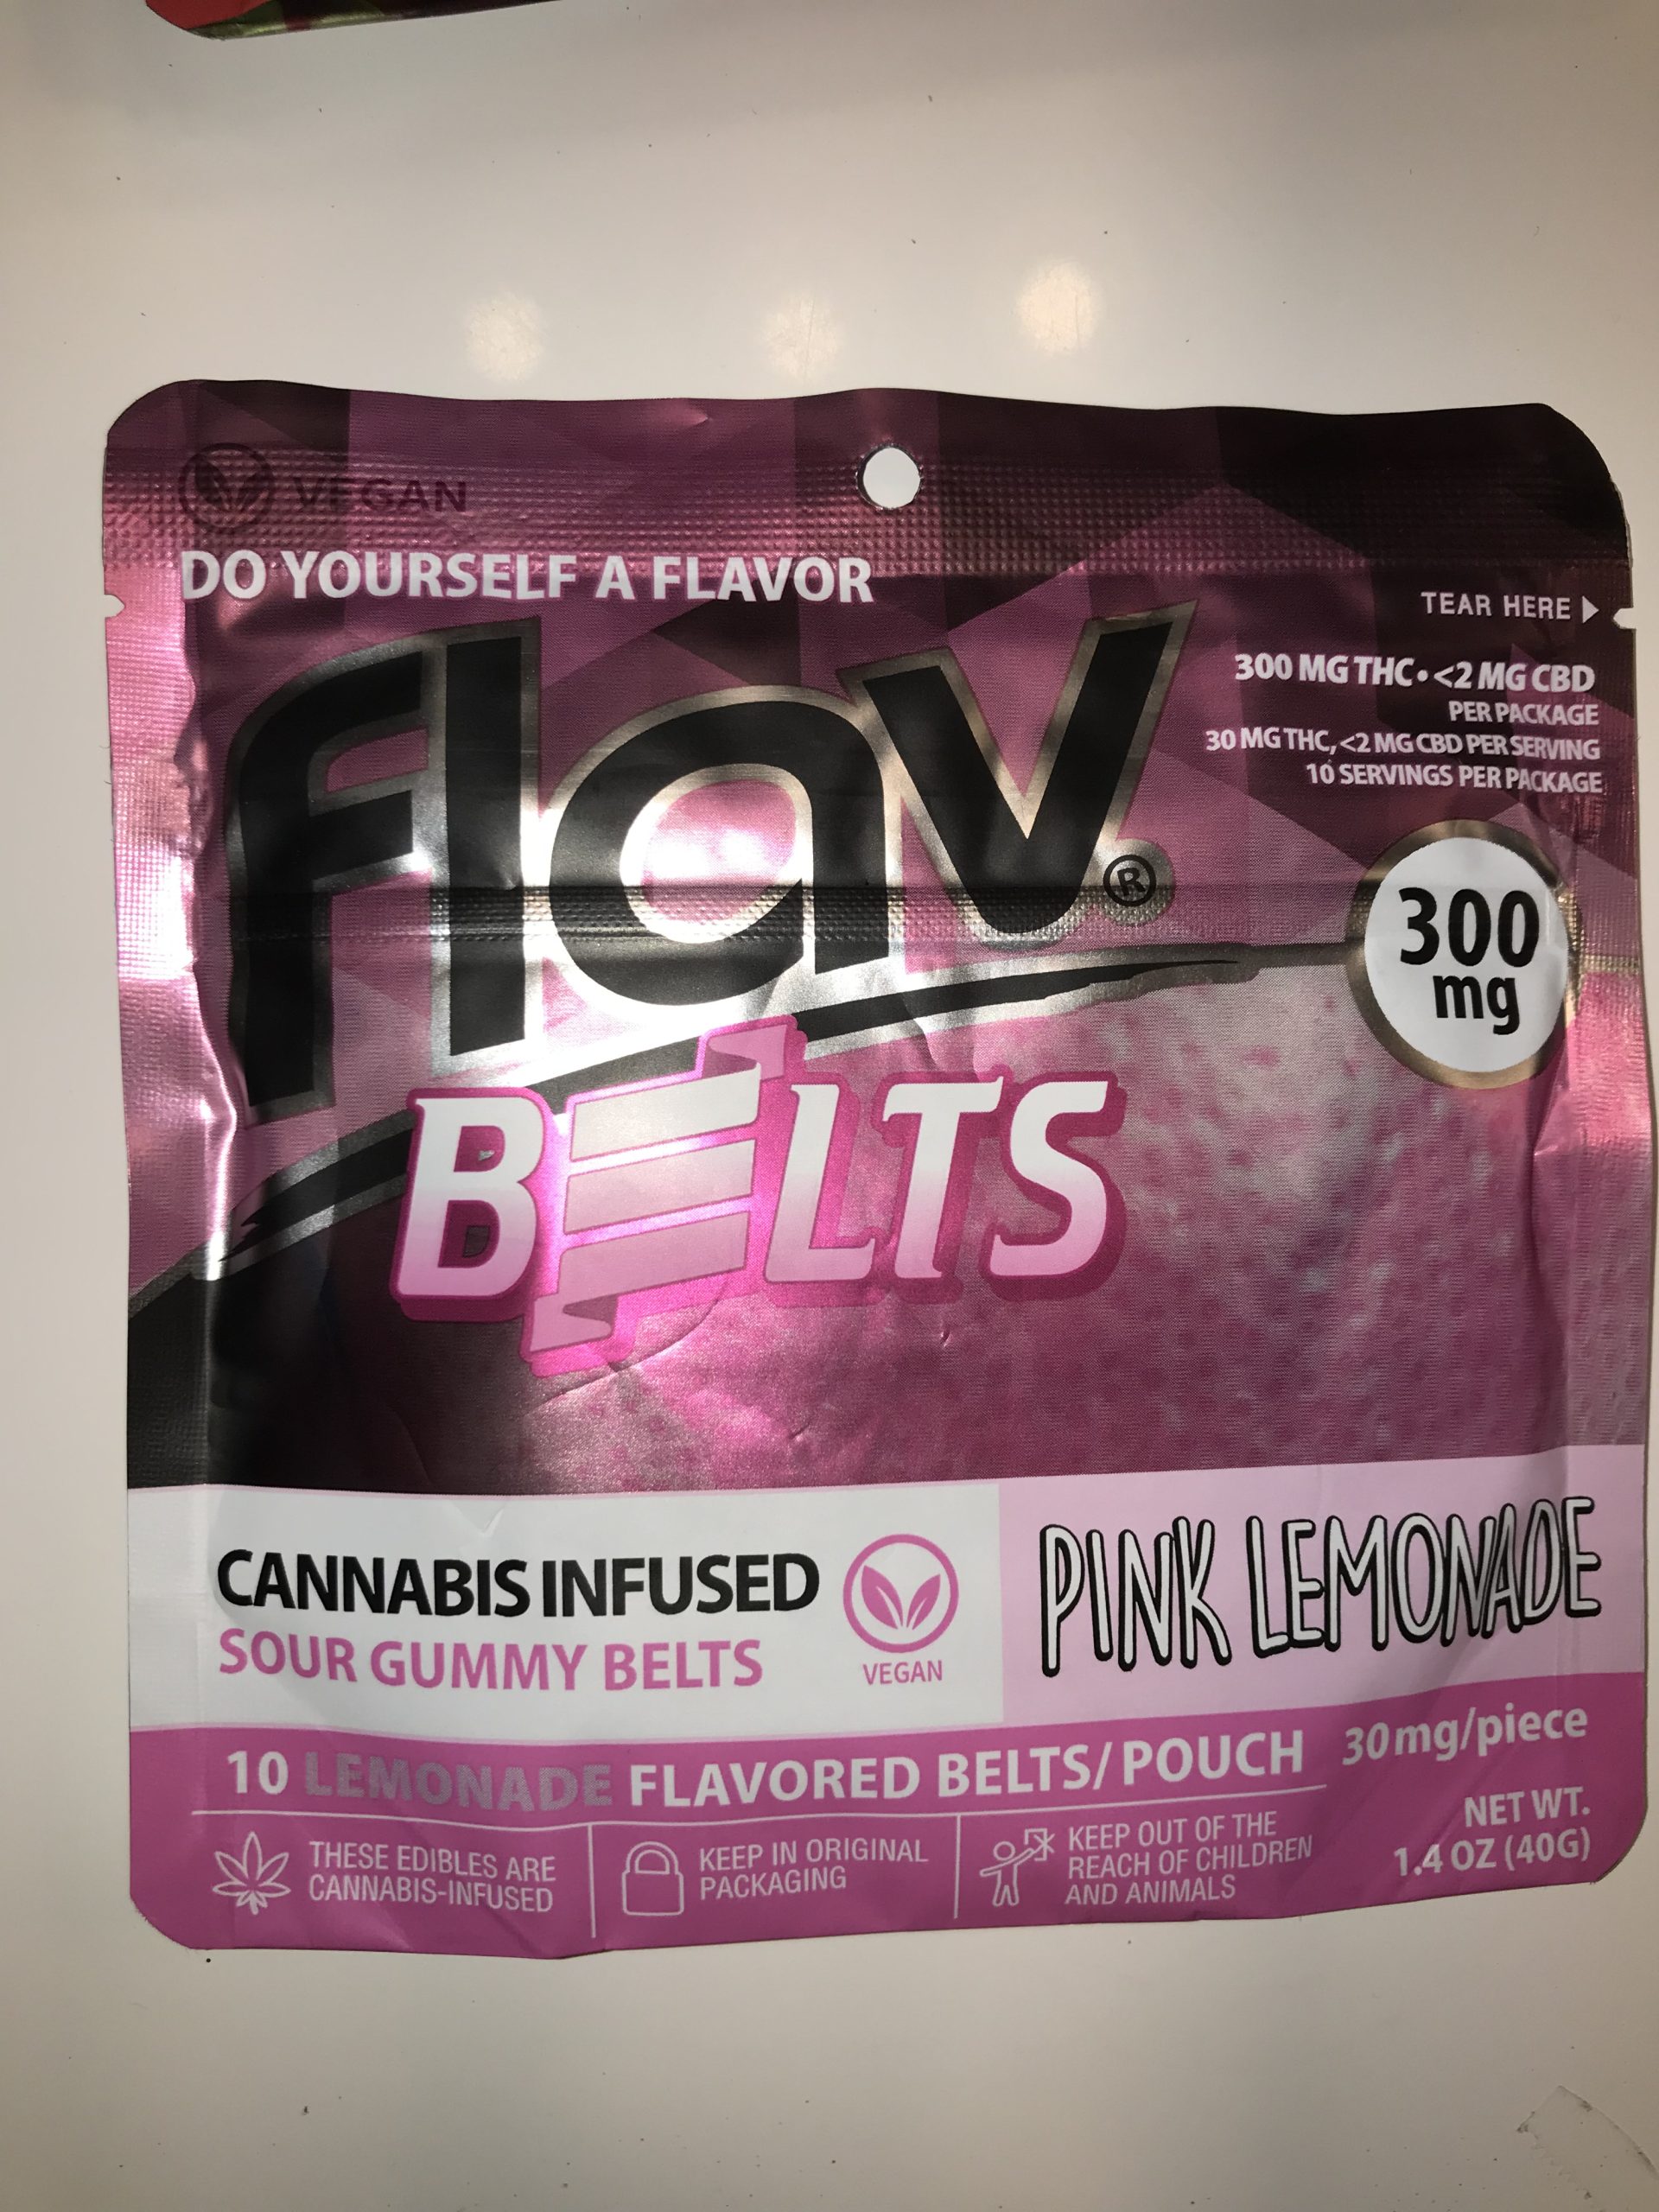 VEGAN
DO YOURSELF A FLAVOR
TEAR HERE
flav®
300 MG THC • <2 MG CBD
PER PACKAGE
30 MG THC, <2 MG CBD PER SERVING
10 SERVINGS PER PACKAGE
300
mg
BELTS
CANNABIS INFUSED
SOUR GUMMY BELTS
VEGAN
PINK LEMONADE
10 LEMONADE FLAVORED BELTS/POUCH
30mg/piece
THESE EDIBLES ARE
CANNABIS-INFUSED
KEEP IN ORIGINAL
PACKAGING
KEEP OUT OF THE
REACH OF CHILDREN
AND ANIMALS
NET WT.
1.4 OZ (40G)